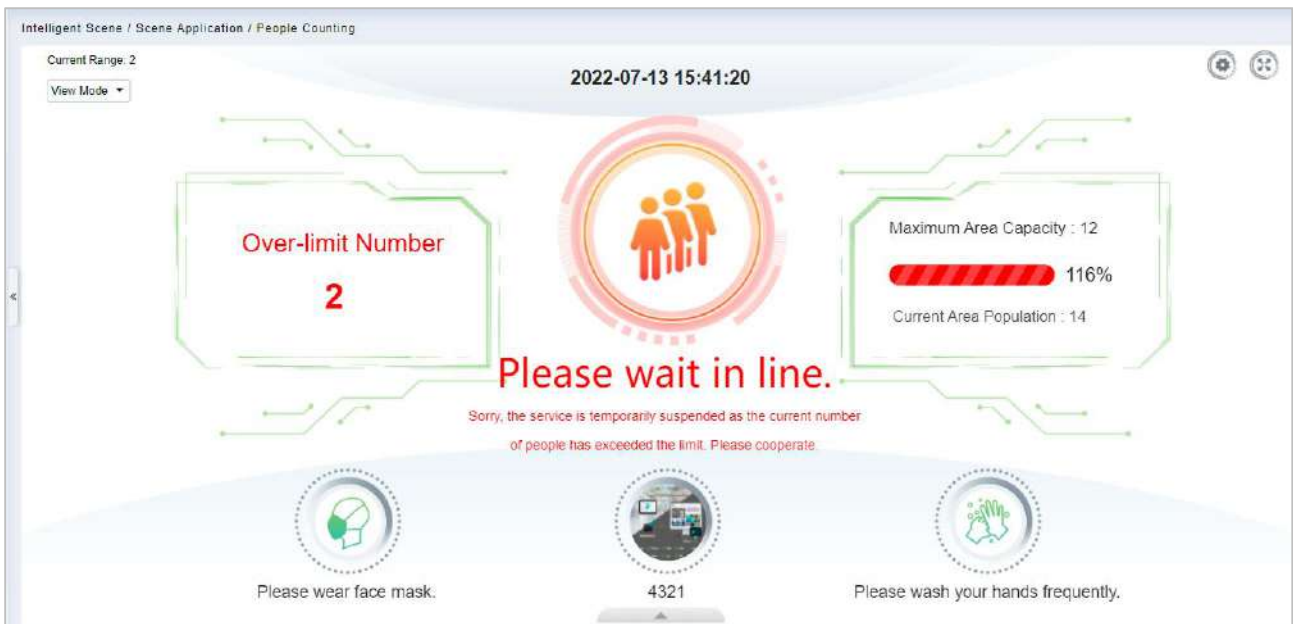 Intelligent Scene / Scene Application / People Counting
Current Range: 2
View Mode
2022-07-13 15:41:20
Over-limit Number
2
Maximum Area Capacity : 12
116%
Current Area Population : 14
Please wait in line.
Sorry, the service is temporarily suspended as the current number
of people has exceeded the limit. Please cooperate.
Please wear face mask.
4321
Please wash your hands frequently.